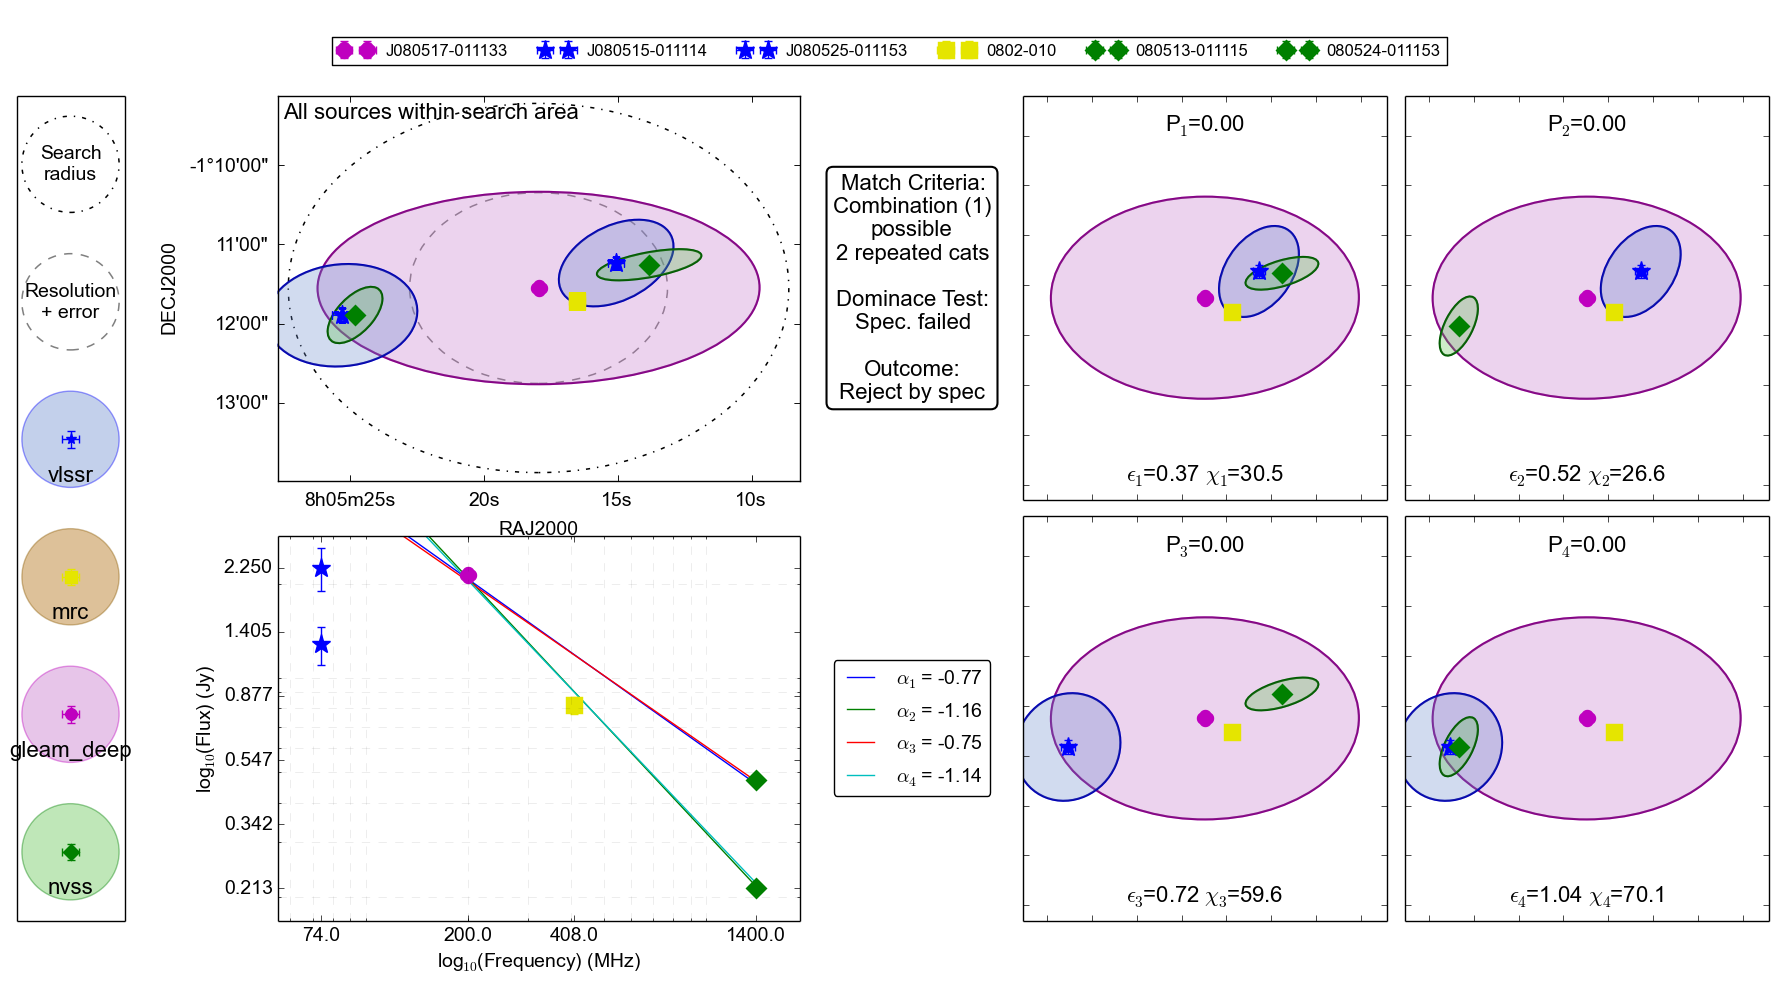 J080517-011133 J080515-011114 J080525-011153 0802-010 080513-011115 080524-011153
Search
radius
Resolution
+ error
vlssr
mrc
gleam_deep
nvss
All sources within search area
DECJ2000
-1°10'00"
11'00"
12'00"
13'00"
8h05m25s 20s 15s 10s
RAJ2000
Match Criteria:
Combination (1)
possible
2 repeated cats
Dominace Test:
Spec. failed
Outcome:
Reject by spec
P₁=0.00
ϵ₁=0.37 χ₁=30.5
P₂=0.00
ϵ₂=0.52 χ₂=26.6
log₁₀(Flux) (Jy)
2.250
1.405
0.877
0.547
0.342
0.213
74.0 200.0 408.0 1400.0
log₁₀(Frequency) (MHz)
α₁ = -0.77
α₂ = -1.16
α₃ = -0.75
α₄ = -1.14
P₃=0.00
ϵ₃=0.72 χ₃=59.6
P₄=0.00
ϵ₄=1.04 χ₄=70.1